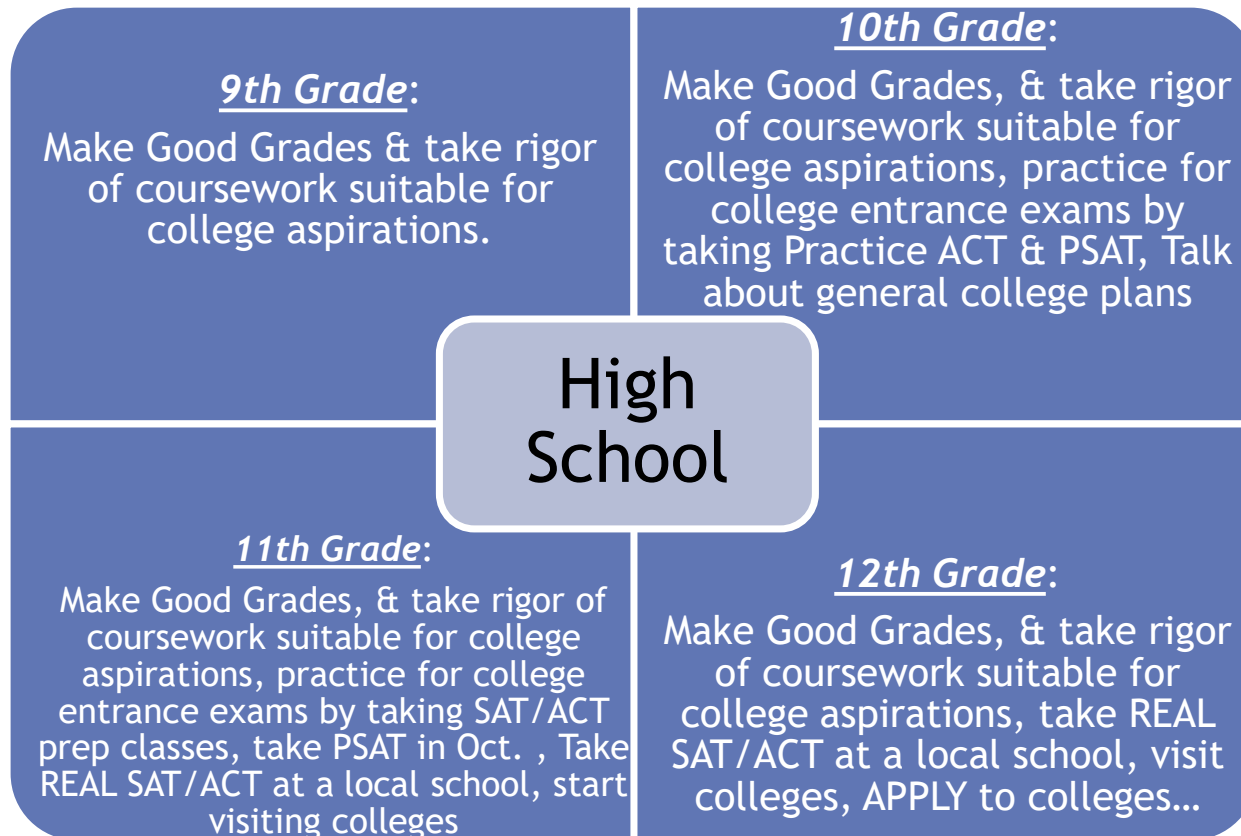 9th Grade:
Make Good Grades & take rigor
of coursework suitable for
college aspirations.
10th Grade:
Make Good Grades, & take rigor
of coursework suitable for
college aspirations, practice for
college entrance exams by
taking Practice ACT & PSAT, Talk
about general college plans
High
School
11th Grade:
Make Good Grades, & take rigor of
coursework suitable for college
aspirations, practice for college
entrance exams by taking SAT/ACT
prep classes, take PSAT in Oct. , Take
REAL SAT/ACT at a local school, start
visiting colleges
12th Grade:
Make Good Grades, & take rigor
of coursework suitable for
college aspirations, take REAL
SAT/ACT at a local school, visit
colleges, APPLY to colleges…